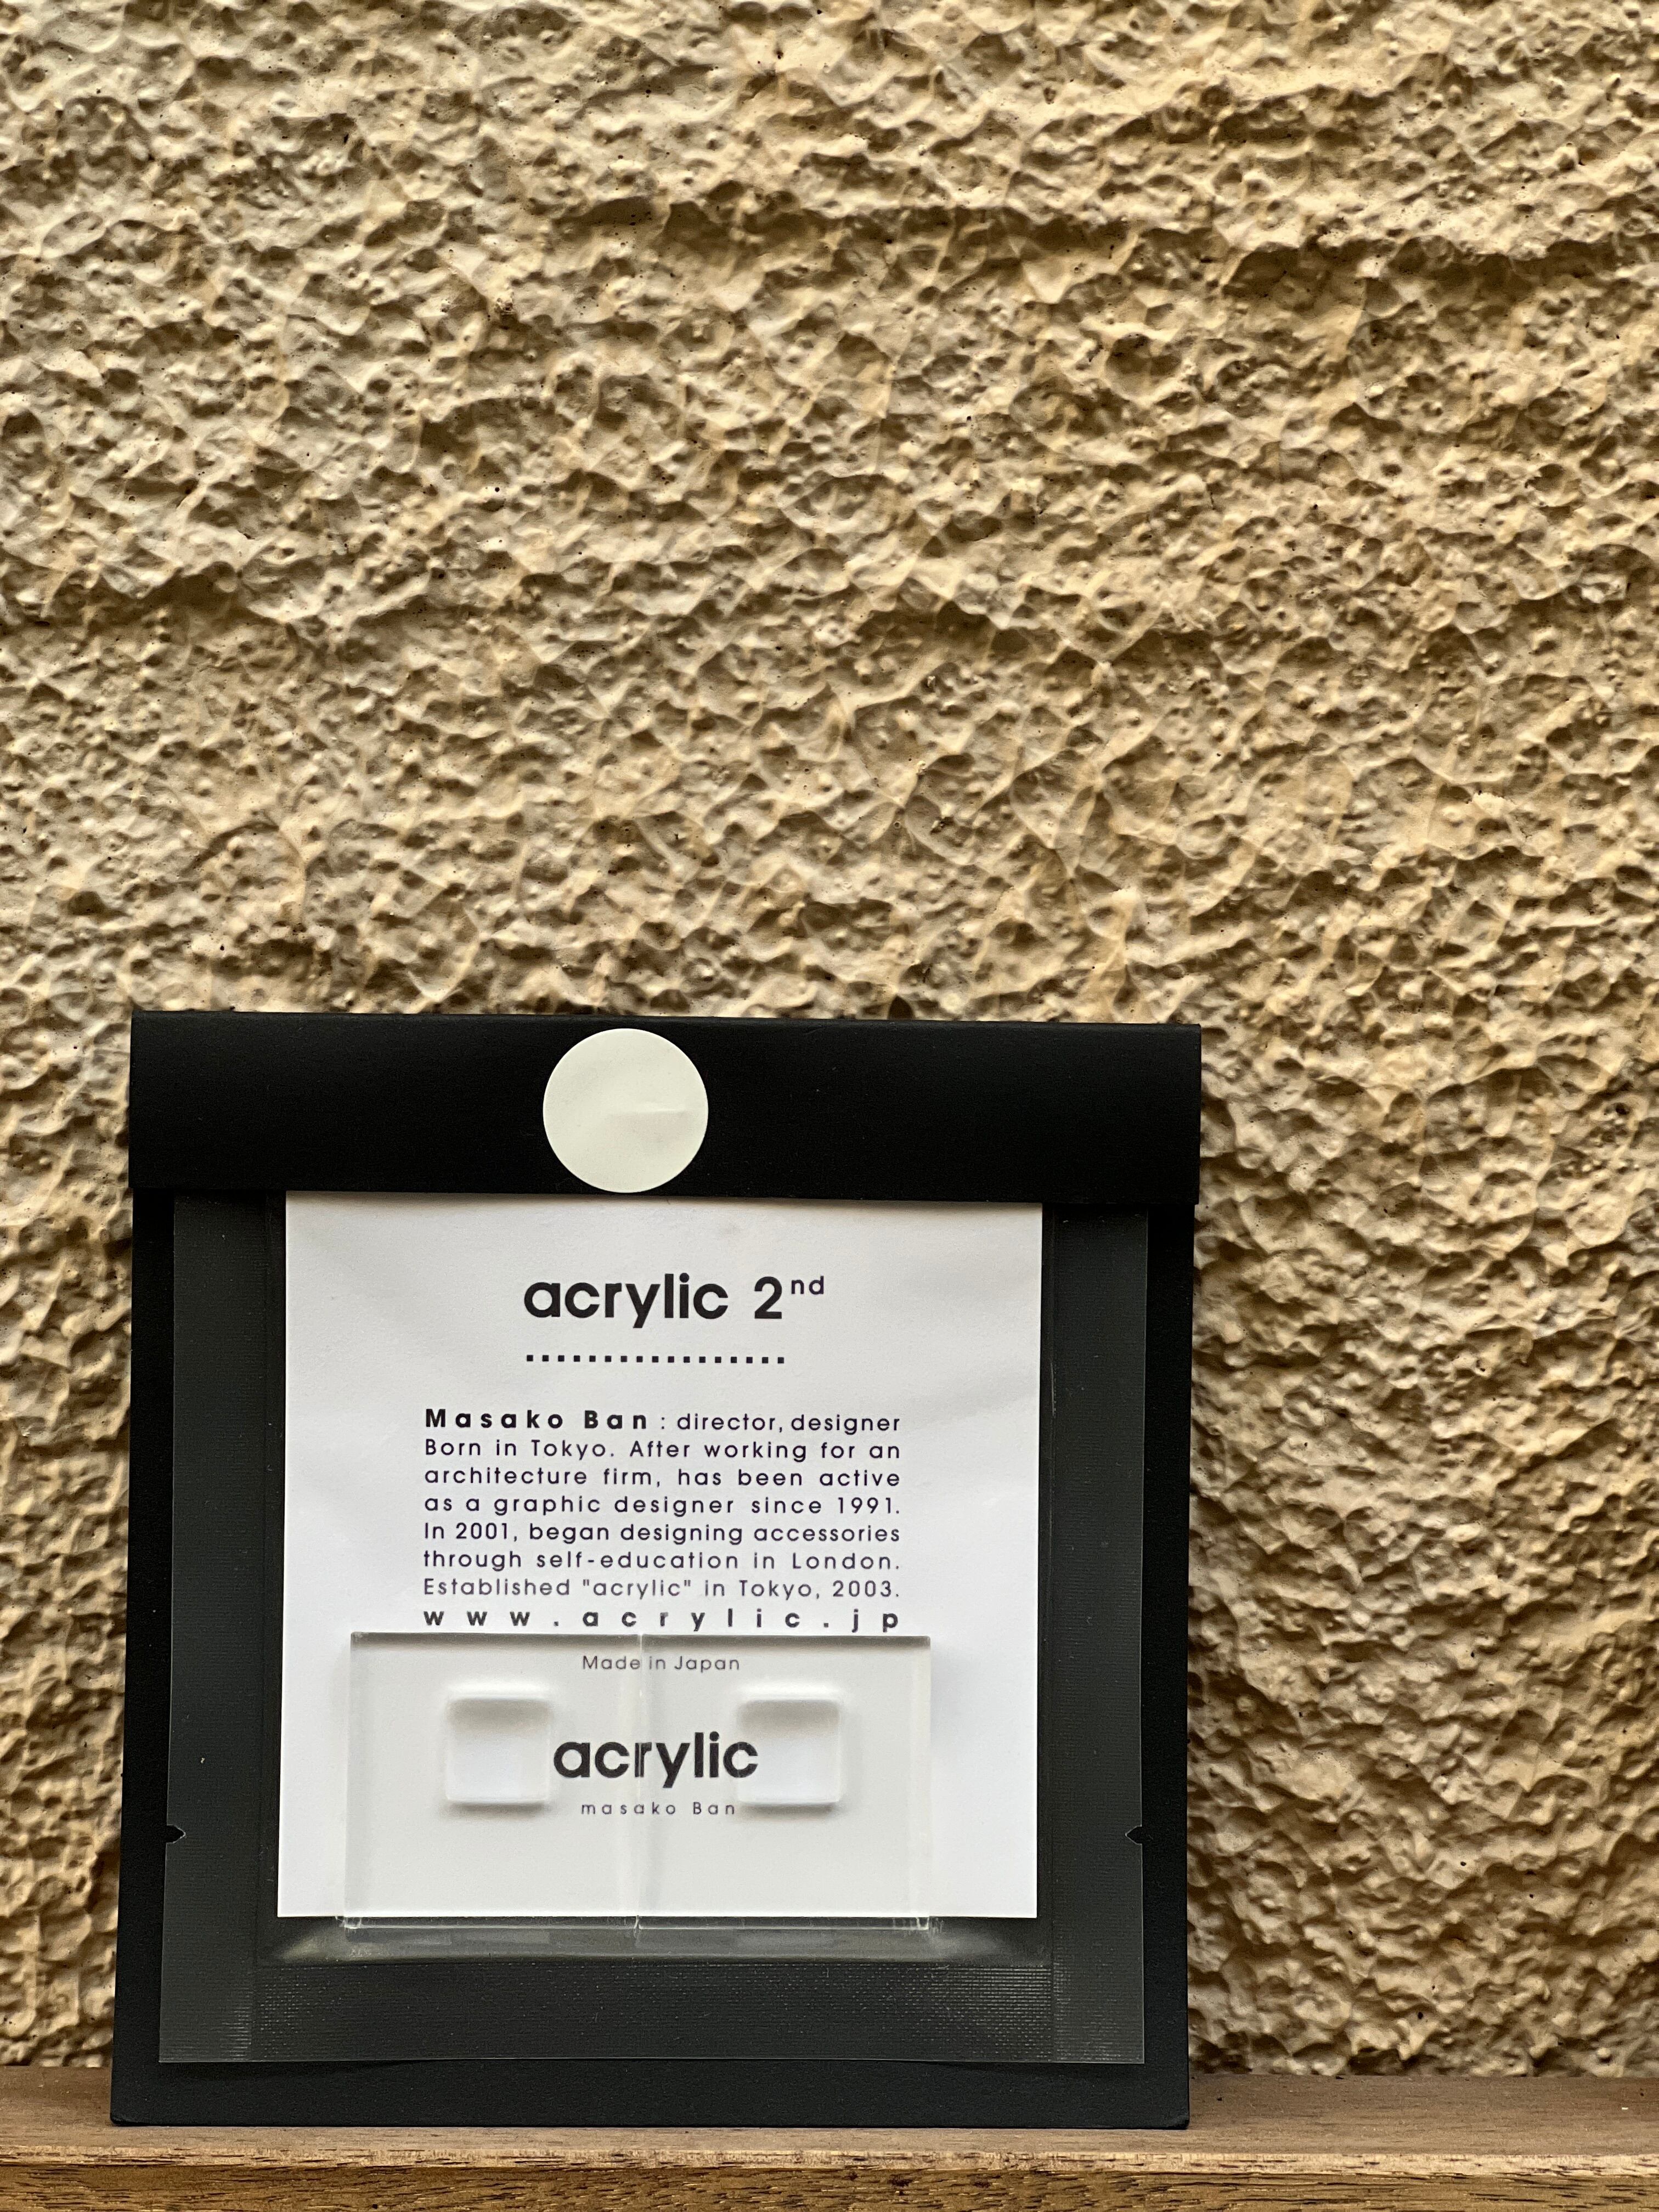 acrylic 2nd
Masako Ban : director, designer
Born in Tokyo. After working for an
architecture firm, has been active
as a graphic designer since 1991.
In 2001, began designing accessories
through self-education in London.
Established "acrylic" in Tokyo, 2003.
www.acrylic.jp
Made in Japan
acrylic
masako Ban